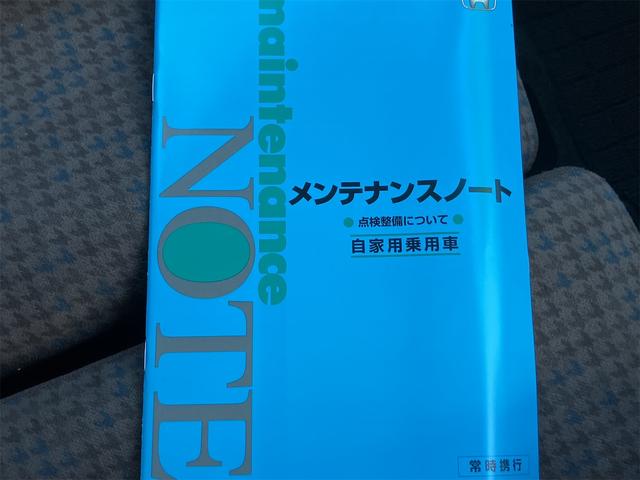 maintenance
NOTE
メンテナンスノート
● 点検整備について ●
自家用乗用車
常時携行